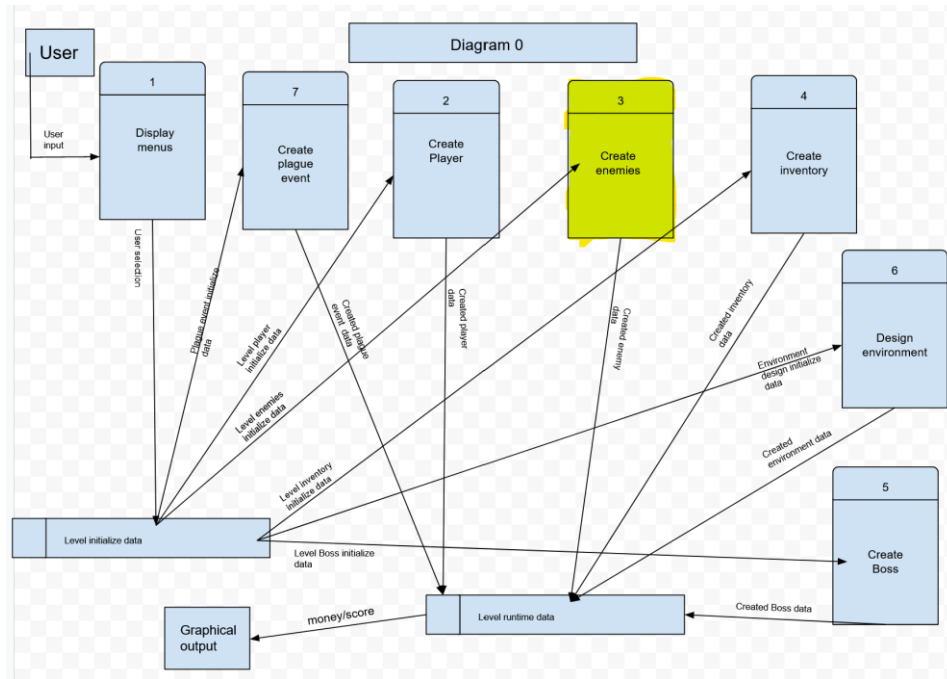 User
Diagram 0
1
Display
menus
7
Create
plague
event
2
Create
Player
3
Create
enemies
4
Create
inventory
User
input
User selection
Plague event initialize
data
Level player
initialize data
Level enemies
initialize data
Level inventory
initialize data
Created plague
event data
Created player
data
Created enemy
data
Created inventory
data
Environment
design initialize
data
6
Design
environment
Created
environment data
5
Create
Boss
Level initialize data
Level Boss initialize
data
Created Boss data
Level runtime data
money/score
Graphical
output